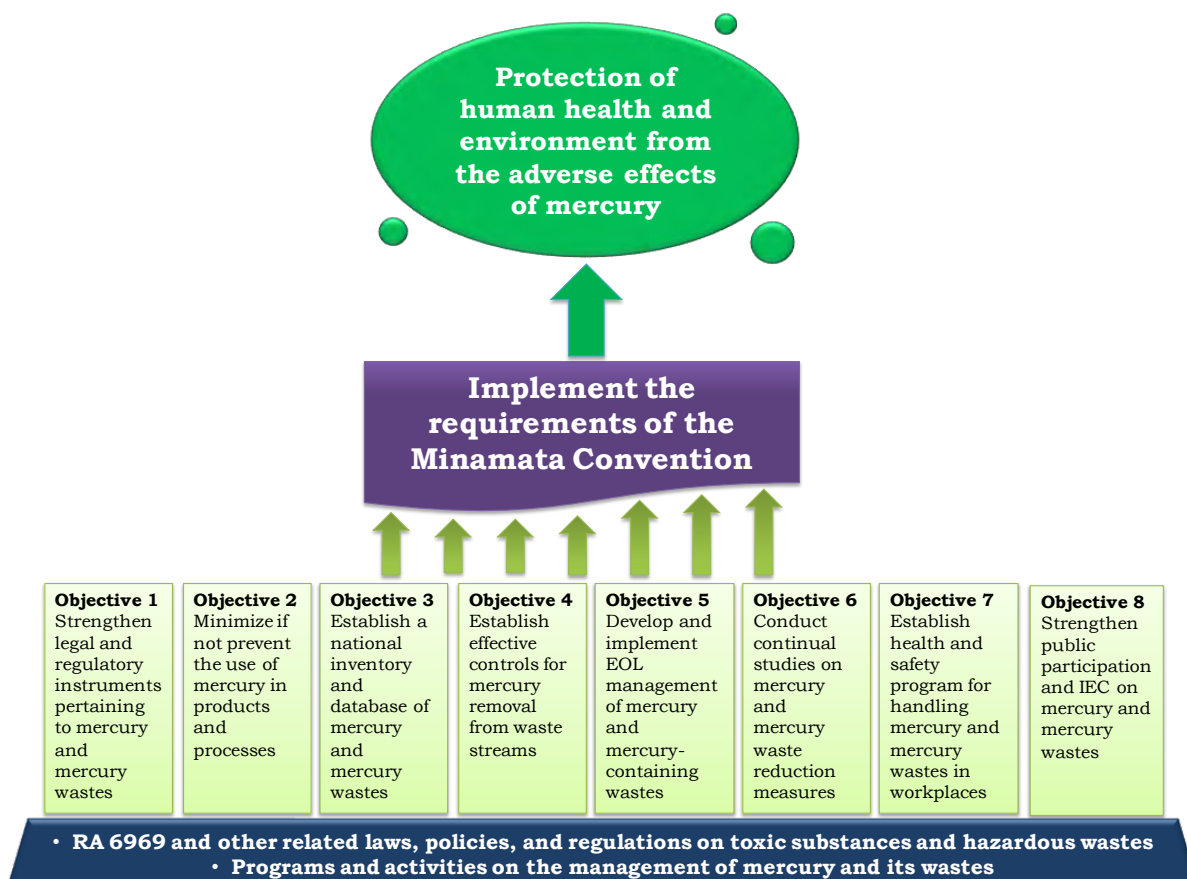 Protection of
human health and
environment from
the adverse effects
of mercury
Implement the
requirements of the
Minamata Convention
Objective 1
Strengthen
legal and
regulatory
instruments
pertaining
to mercury
and
mercury
wastes
Objective 2
Minimize if
not prevent
the use of
mercury in
products
and
processes
Objective 3
Establish a
national
inventory
and
database of
mercury
and
mercury
wastes
Objective 4
Establish
effective
controls for
mercury
removal
from waste
streams
Objective 5
Develop and
implement
EOL
management
of mercury
and
mercury-
containing
wastes
Objective 6
Conduct
continual
studies on
mercury
and
mercury
waste
reduction
measures
Objective 7
Establish
health and
safety
program for
handling
mercury and
mercury
wastes in
workplaces
Objective 8
Strengthen
public
participation
and IEC on
mercury and
mercury
wastes
• RA 6969 and other related laws, policies, and regulations on toxic substances and hazardous wastes
• Programs and activities on the management of mercury and its wastes